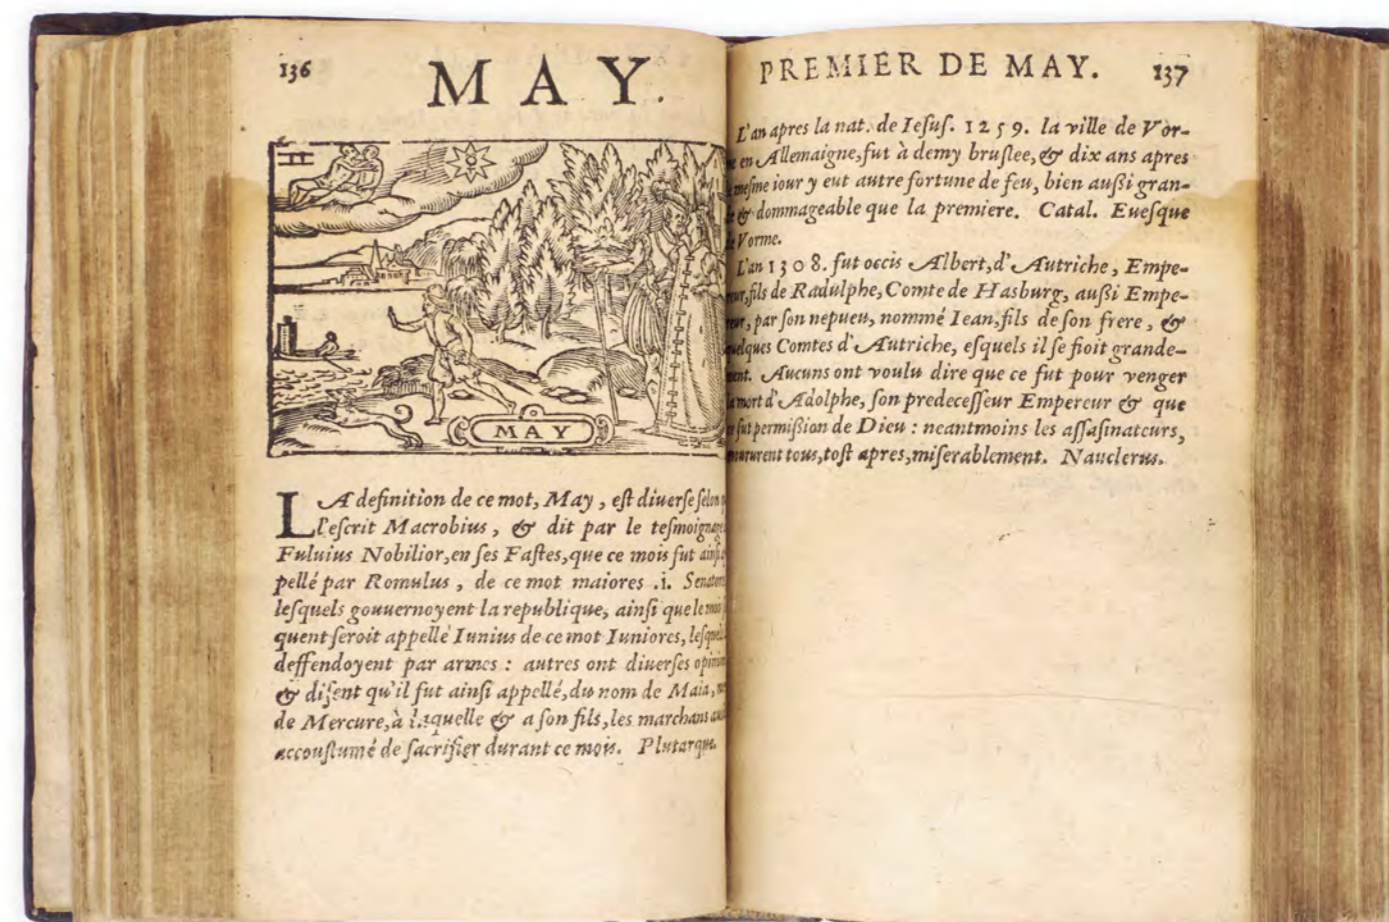 136
MAY.
II
MAY
LA definition de ce mot, May, est diuerse selon
l'escrit Macrobius, & dit par le tesmoignage
Fuluius Nobilior, en ses Fastes, que ce mois fut
pellé par Romulus, de ce mot maiores .i. Senatores
lesquels gouuernoyent la republique, ainsi que le mois
quent seroit appellé Iunius de ce mot Iuniores,
deffendoyent par armes : autres ont diuerses
& disent qu'il fut ainsi appellé, du nom de Maia,
de Mercure, à laquelle & a son fils, les marchans
accoustumé de sacrifier durant ce mois. Plutarque.
PREMIER DE MAY. 137
L'an apres la nat. de Iesus. 1259. la ville de Vor-
en Allemaigne, fut à demy bruslee, & dix ans apres
mesme iour y eut autre fortune de feu, bien aussi gran-
& dommageable que la premiere. Catal. Euesque
Vorme.
L'an 1308. fut occis Albert, d'Autriche, Empe-
reur, fils de Radulphe, Comte de Hasburg, aussi Empe-
reur, par son nepueu, nommé Iean, fils de son frere, &
quelques Comtes d'Autriche, esquels il se fioit grande-
ment. Aucuns ont voulu dire que ce fut pour venger
la mort d'Adolphe, son predecesseur Empereur & que
fut permission de Dieu : neantmoins les assasinateurs,
moururent tous, tost apres, miserablement. Nauclerus.